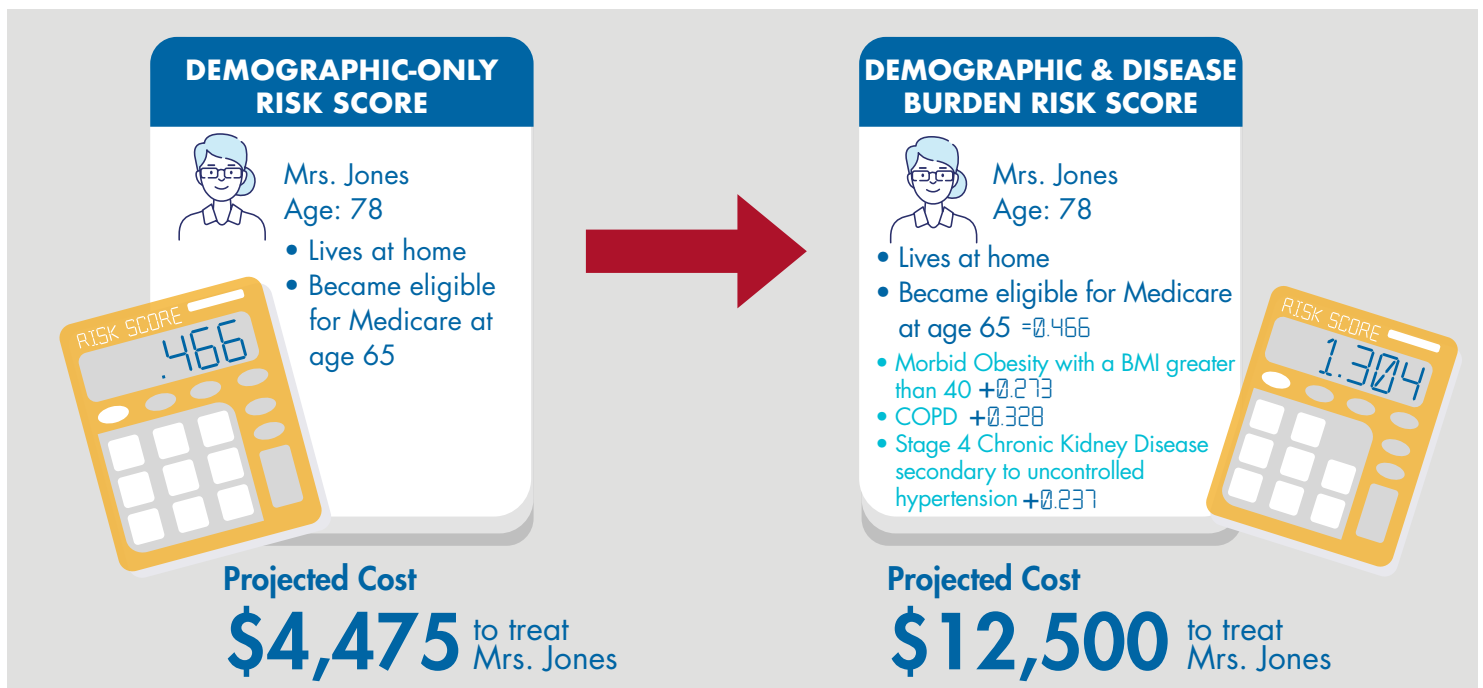 DEMOGRAPHIC-ONLY
RISK SCORE
Mrs. Jones
Age: 78
• Lives at home
• Became eligible
for Medicare at
age 65
RISK SCORE
.466
Projected Cost
$4,475 to treat
Mrs. Jones
DEMOGRAPHIC & DISEASE
BURDEN RISK SCORE
Mrs. Jones
Age: 78
• Lives at home
• Became eligible for Medicare
at age 65 =0.466
• Morbid Obesity with a BMI greater
than 40 +0.273
• COPD +0.328
• Stage 4 Chronic Kidney Disease
secondary to uncontrolled
hypertension +0.237
RISK SCORE
1.304
Projected Cost
$12,500 to treat
Mrs. Jones